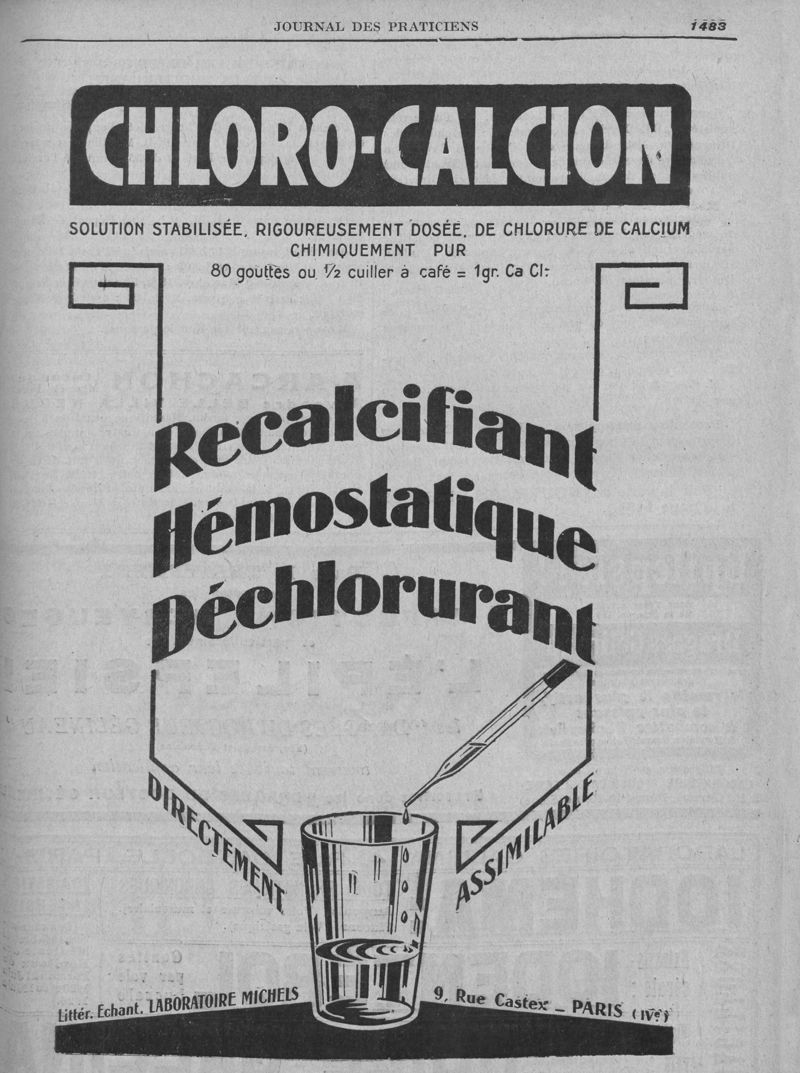 JOURNAL DES PRATICIENS 1483
CHLORO-CALCION
SOLUTION STABILISÉE, RIGOUREUSEMENT DOSÉE, DE CHLORURE DE CALCIUM
CHIMIQUEMENT PUR
80 gouttes ou 1/2 cuiller à café = 1gr. Ca Cl²
Recalcifiant
Hémostatique
Déchlorurant
DIRECTEMENT ASSIMILABLE
Littér. Echant. LABORATOIRE MICHELS 9, Rue Castex _ PARIS (IVe)